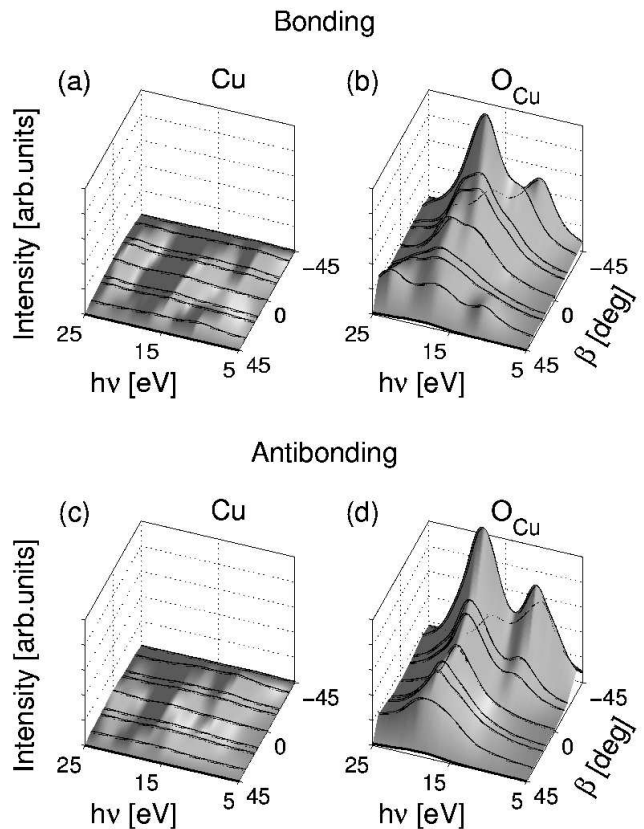 Bonding
(a) Cu (b) O_Cu
Intensity [arb.units]
25 15 5 45 0 −45
hν [eV]
25 15 5 45 0 −45
hν [eV] β [deg]
Antibonding
(c) Cu (d) O_Cu
Intensity [arb.units]
25 15 5 45 0 −45
hν [eV]
25 15 5 45 0 −45
hν [eV] β [deg]